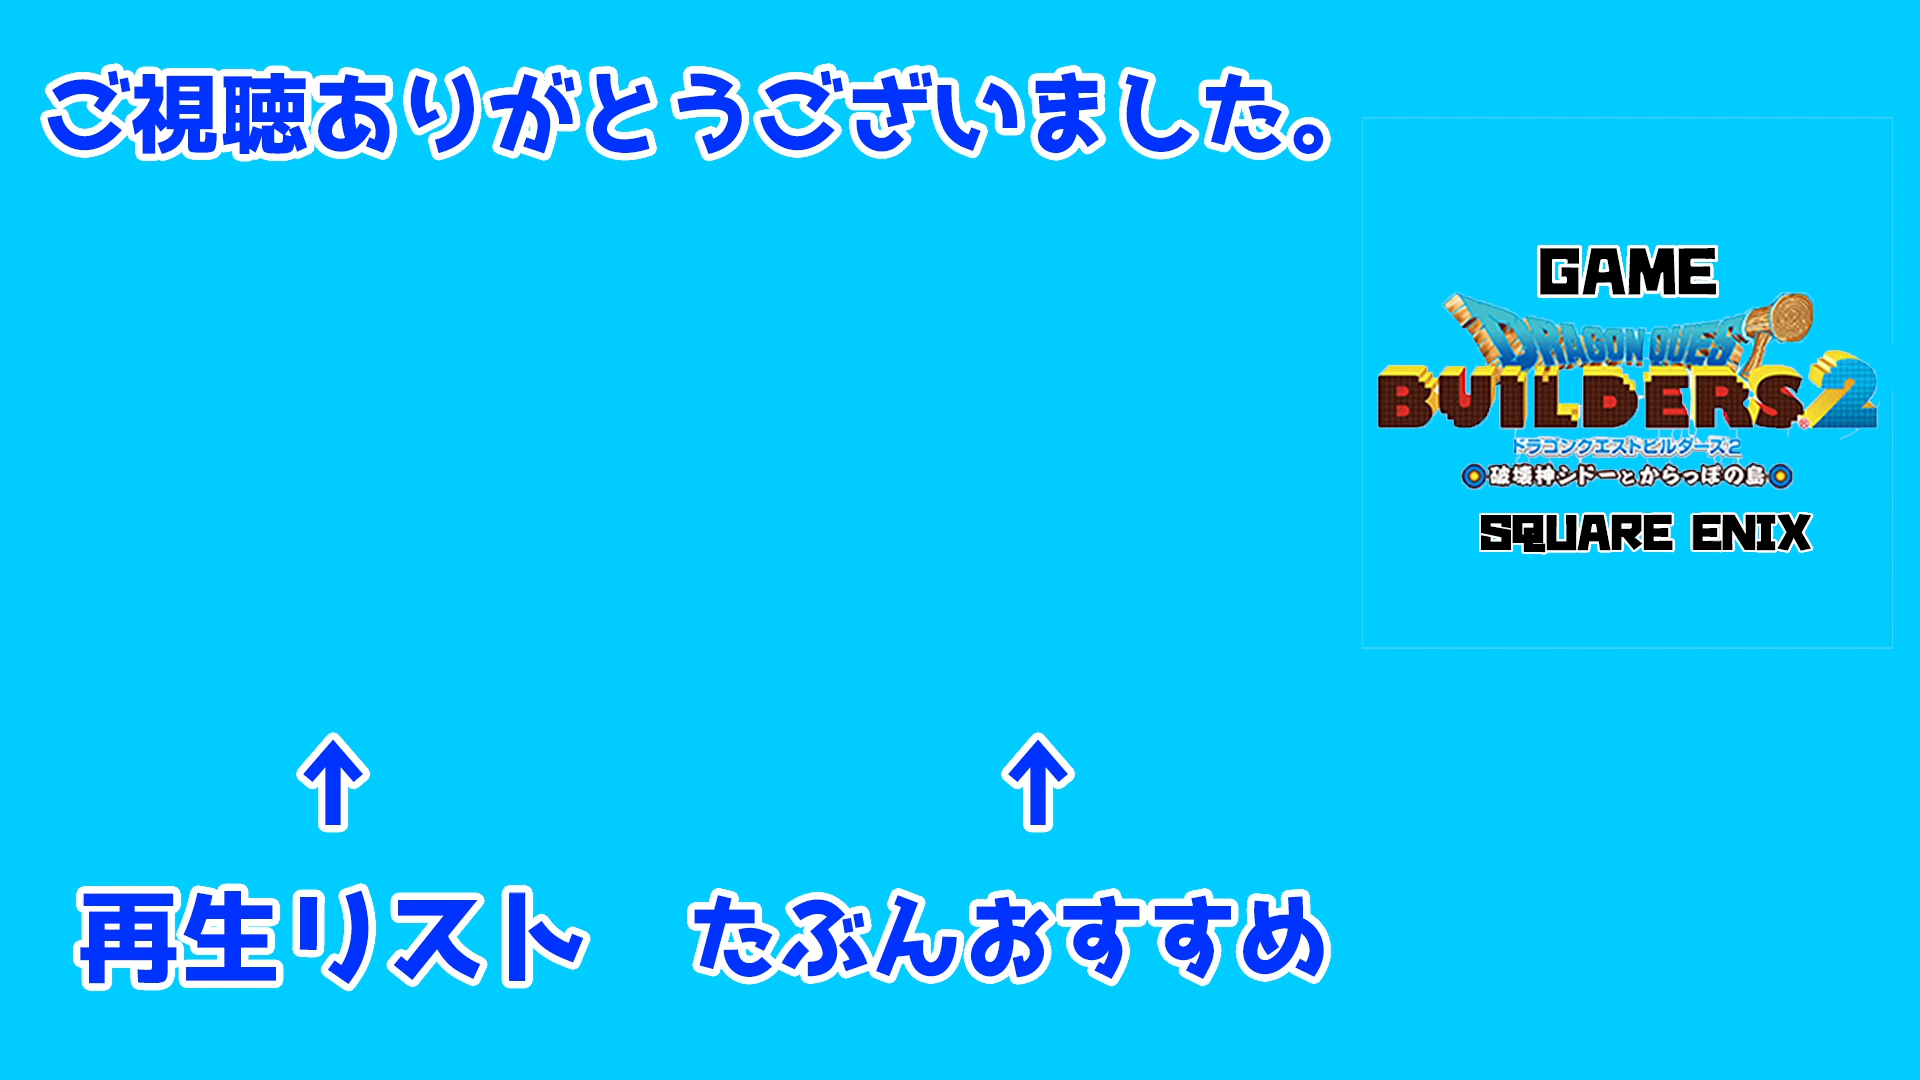 ご視聴ありがとうございました。
GAME
DRAGON QUEST
BUILDERS 2
ドラゴンクエストビルダーズ2
破壊神シドーとからっぽの島
SQUARE ENIX
↑ ↑
再生リスト たぶんおすすめ